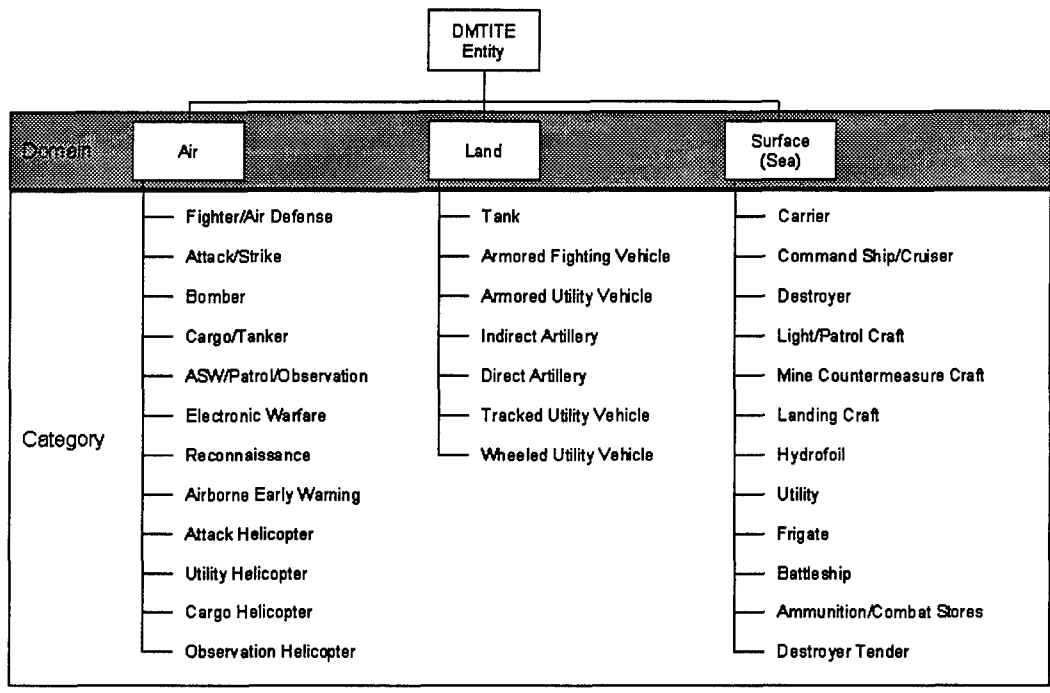 DMTITE
Entity
Domain
Air
Land
Surface
(Sea)
Category
Fighter/Air Defense
Attack/Strike
Bomber
Cargo/Tanker
ASW/Patrol/Observation
Electronic Warfare
Reconnaissance
Airborne Early Warning
Attack Helicopter
Utility Helicopter
Cargo Helicopter
Observation Helicopter
Tank
Armored Fighting Vehicle
Armored Utility Vehicle
Indirect Artillery
Direct Artillery
Tracked Utility Vehicle
Wheeled Utility Vehicle
Carrier
Command Ship/Cruiser
Destroyer
Light/Patrol Craft
Mine Countermeasure Craft
Landing Craft
Hydrofoil
Utility
Frigate
Battleship
Ammunition/Combat Stores
Destroyer Tender